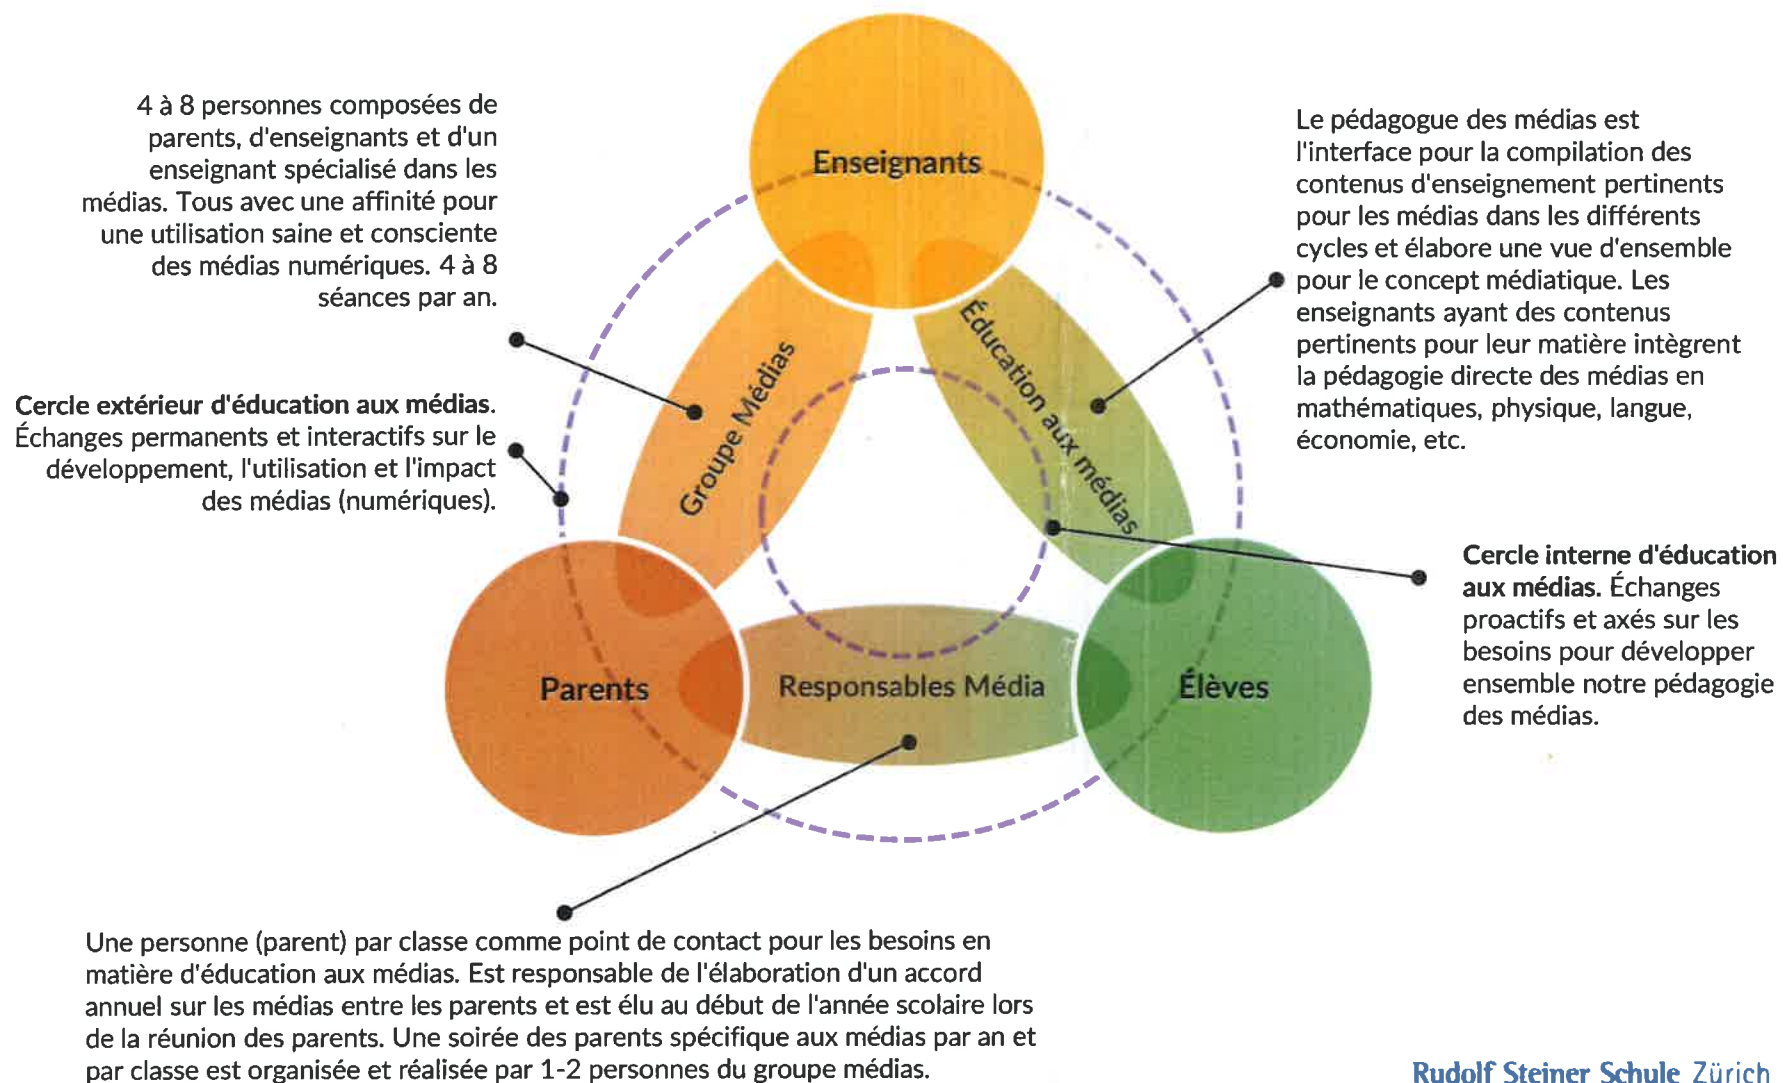 Enseignants
4 à 8 personnes composées de
parents, d'enseignants et d'un
enseignant spécialisé dans les
médias. Tous avec une affinité pour
une utilisation saine et consciente
des médias numériques. 4 à 8
séances par an.
Le pédagogue des médias est
l'interface pour la compilation des
contenus d'enseignement pertinents
pour les médias dans les différents
cycles et élabore une vue d'ensemble
pour le concept médiatique. Les
enseignants ayant des contenus
pertinents pour leur matière intègrent
la pédagogie directe des médias en
mathématiques, physique, langue,
économie, etc.
Groupe Médias
Éducation aux médias
Cercle extérieur d'éducation aux médias.
Échanges permanents et interactifs sur le
développement, l'utilisation et l'impact
des médias (numériques).
Cercle interne d'éducation
aux médias. Échanges
proactifs et axés sur les
besoins pour développer
ensemble notre pédagogie
des médias.
Parents
Responsables Média
Élèves
Une personne (parent) par classe comme point de contact pour les besoins en
matière d'éducation aux médias. Est responsable de l'élaboration d'un accord
annuel sur les médias entre les parents et est élu au début de l'année scolaire lors
de la réunion des parents. Une soirée des parents spécifique aux médias par an et
par classe est organisée et réalisée par 1-2 personnes du groupe médias.
Rudolf Steiner Schule Zürich